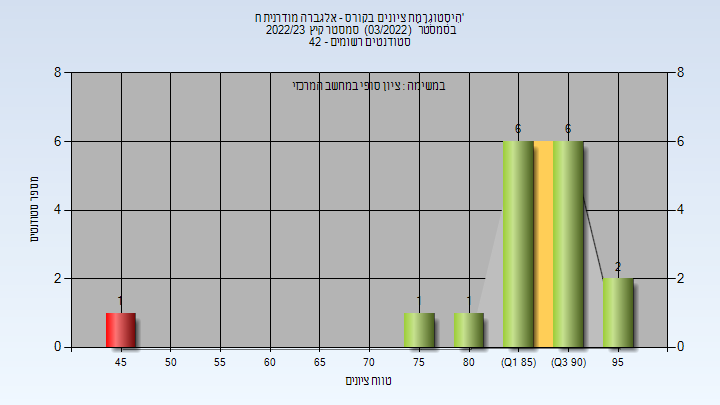 הִיסְטוֹגְרַמַת ציונים בקורס - אלגברה מודרנית ח'
בסמסטר (03/2022) סמסטר קיץ 2022/23
סטודנטים רשומים - 42
במשימה : ציון סופי במחשב המרכזי
8 8
6 6 6 6
4 4
2 2 2
1 1 1
0 0
45 50 55 60 65 70 75 80 (Q1 85) (Q3 90) 95
טווח ציונים
מספר סטודנטים